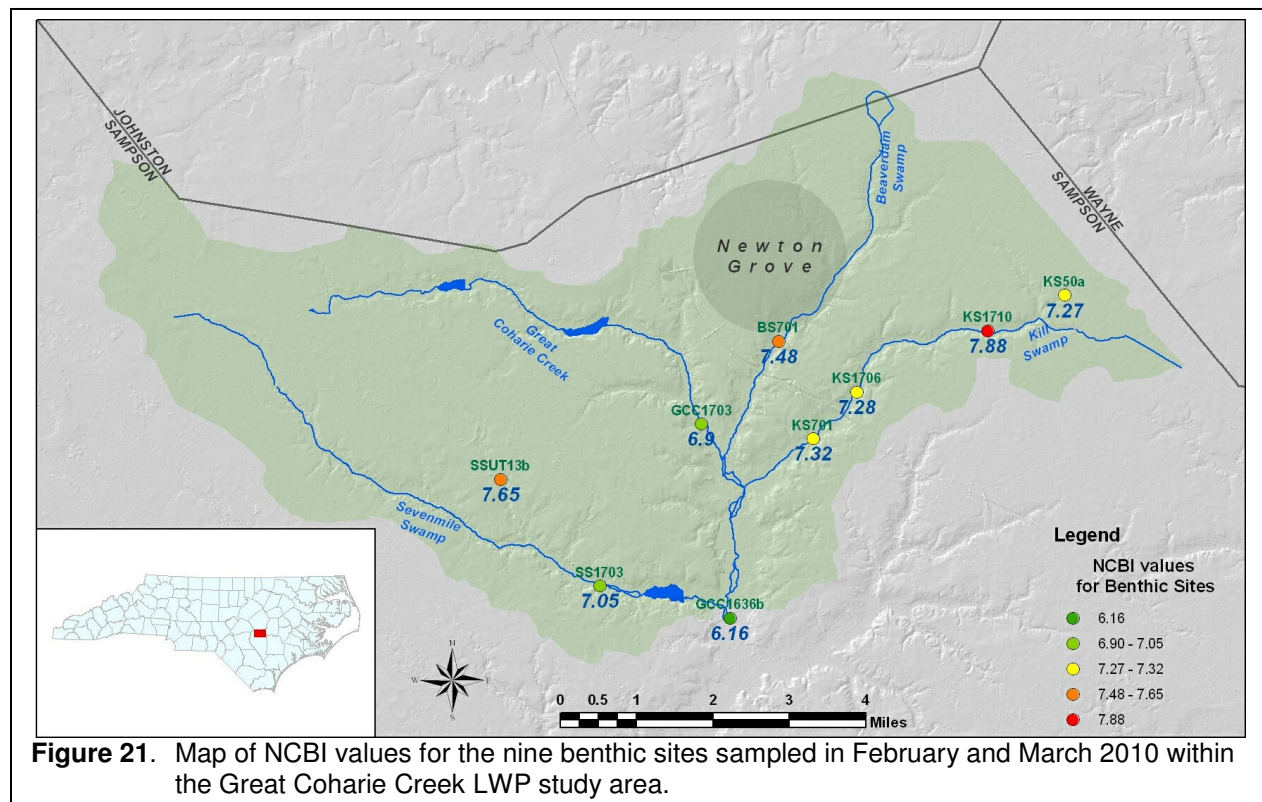 JOHNSTON
SAMPSON
WAYNE
SAMPSON
Beaverdam
Swamp
Newton
Grove
KS50a
7.27
KS1710
7.88
Kill
Swamp
BS701
7.48
Great
Coharie Creek
KS1706
7.28
GCC1703
6.9
KS701
7.32
SSUT13b
7.65
Sevenmile
Swamp
SS1703
7.05
GCC1636b
6.16
Legend
NCBI values
for Benthic Sites
6.16
6.90 - 7.05
7.27 - 7.32
7.48 - 7.65
7.88
N
W
E
S
0 0.5 1 2 3 4
Miles
Figure 21. Map of NCBI values for the nine benthic sites sampled in February and March 2010 within
the Great Coharie Creek LWP study area.